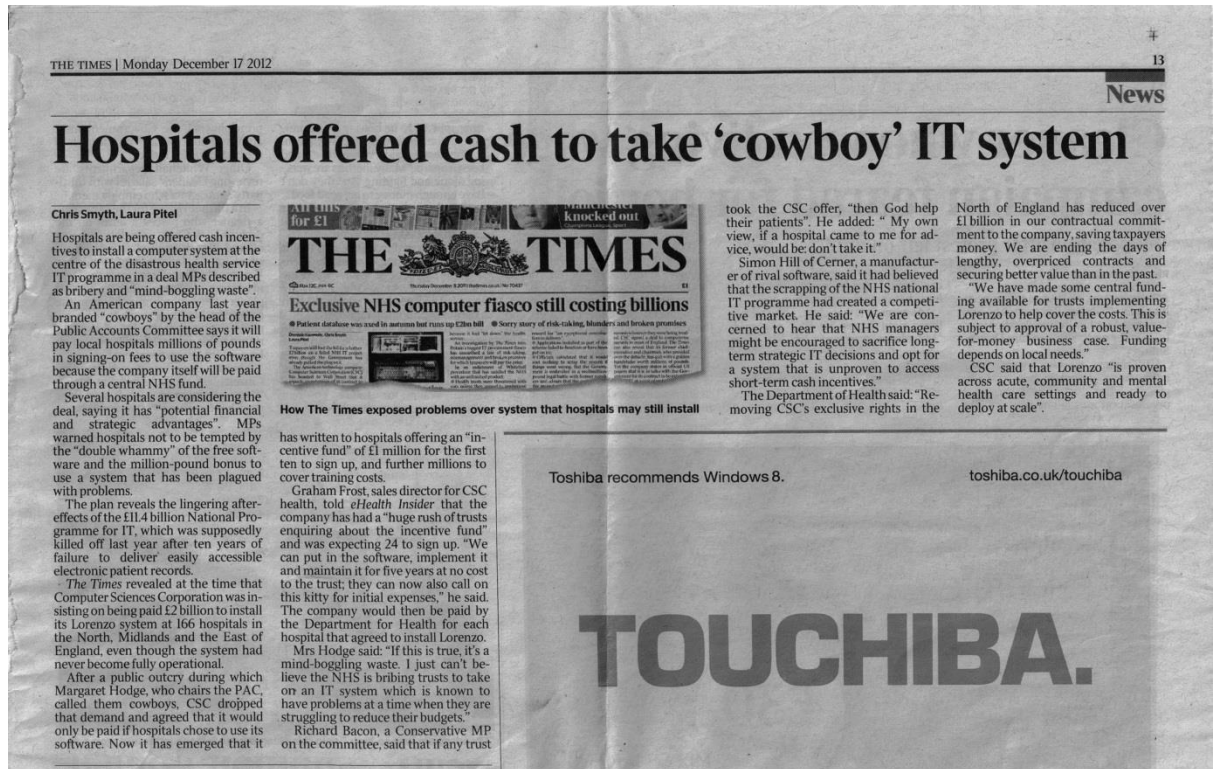 THE TIMES | Monday December 17 2012
13
News
Hospitals offered cash to take ‘cowboy’ IT system
Chris Smyth, Laura Pitel
Hospitals are being offered cash incen-
tives to install a computer system at the
centre of the disastrous health service
IT programme in a deal MPs described
as bribery and “mind-boggling waste”.
An American company last year
branded “cowboys” by the head of the
Public Accounts Committee says it will
pay local hospitals millions of pounds
in signing-on fees to use the software
because the company itself will be paid
through a central NHS fund.
Several hospitals are considering the
deal, saying it has “potential financial
and strategic advantages”. MPs
warned hospitals not to be tempted by
the “double whammy” of the free soft-
ware and the million-pound bonus to
use a system that has been plagued
with problems.
The plan reveals the lingering after-
effects of the £11.4 billion National Pro-
gramme for IT, which was supposedly
killed off last year after ten years of
failure to deliver easily accessible
electronic patient records.
The Times revealed at the time that
Computer Sciences Corporation was in-
sisting on being paid £2 billion to install
its Lorenzo system at 166 hospitals in
the North, Midlands and the East of
England, even though the system had
never become fully operational.
After a public outcry during which
Margaret Hodge, who chairs the PAC,
called them cowboys, CSC dropped
that demand and agreed that it would
only be paid if hospitals chose to use its
software. Now it has emerged that it
All this
for £1
Manchester
knocked out
THE TIMES
Exclusive NHS computer fiasco still costing billions
Patient database was axed in autumn but runs up £2bn bill
Sorry story of risk-taking, blunders and broken promises
How The Times exposed problems over system that hospitals may still install
has written to hospitals offering an “in-
centive fund” of £1 million for the first
ten to sign up, and further millions to
cover training costs.
Graham Frost, sales director for CSC
health, told eHealth Insider that the
company has had a “huge rush of trusts
enquiring about the incentive fund”
and was expecting 24 to sign up. “We
can put in the software, implement it
and maintain it for five years at no cost
to the trust; they can now also call on
this kitty for initial expenses,” he said.
The company would then be paid by
the Department for Health for each
hospital that agreed to install Lorenzo.
Mrs Hodge said: “If this is true, it’s a
mind-boggling waste. I just can’t be-
lieve the NHS is bribing trusts to take
on an IT system which is known to
have problems at a time when they are
struggling to reduce their budgets.”
Richard Bacon, a Conservative MP
on the committee, said that if any trust
took the CSC offer, “then God help
their patients”. He added: “ My own
view, if a hospital came to me for ad-
vice, would be: don’t take it.”
Simon Hill of Cerner, a manufactur-
er of rival software, said it had believed
that the scrapping of the NHS national
IT programme had created a competi-
tive market. He said: “We are con-
cerned to hear that NHS managers
might be encouraged to sacrifice long-
term strategic IT decisions and opt for
a system that is unproven to access
short-term cash incentives.”
The Department of Health said: “Re-
moving CSC’s exclusive rights in the
North of England has reduced over
£1 billion in our contractual commit-
ment to the company, saving taxpayers
money. We are ending the days of
lengthy, overpriced contracts and
securing better value than in the past.
“We have made some central fund-
ing available for trusts implementing
Lorenzo to help cover the costs. This is
subject to approval of a robust, value-
for-money business case. Funding
depends on local needs.”
CSC said that Lorenzo “is proven
across acute, community and mental
health care settings and ready to
deploy at scale”.
Toshiba recommends Windows 8.
toshiba.co.uk/touchiba
TOUCHIBA.